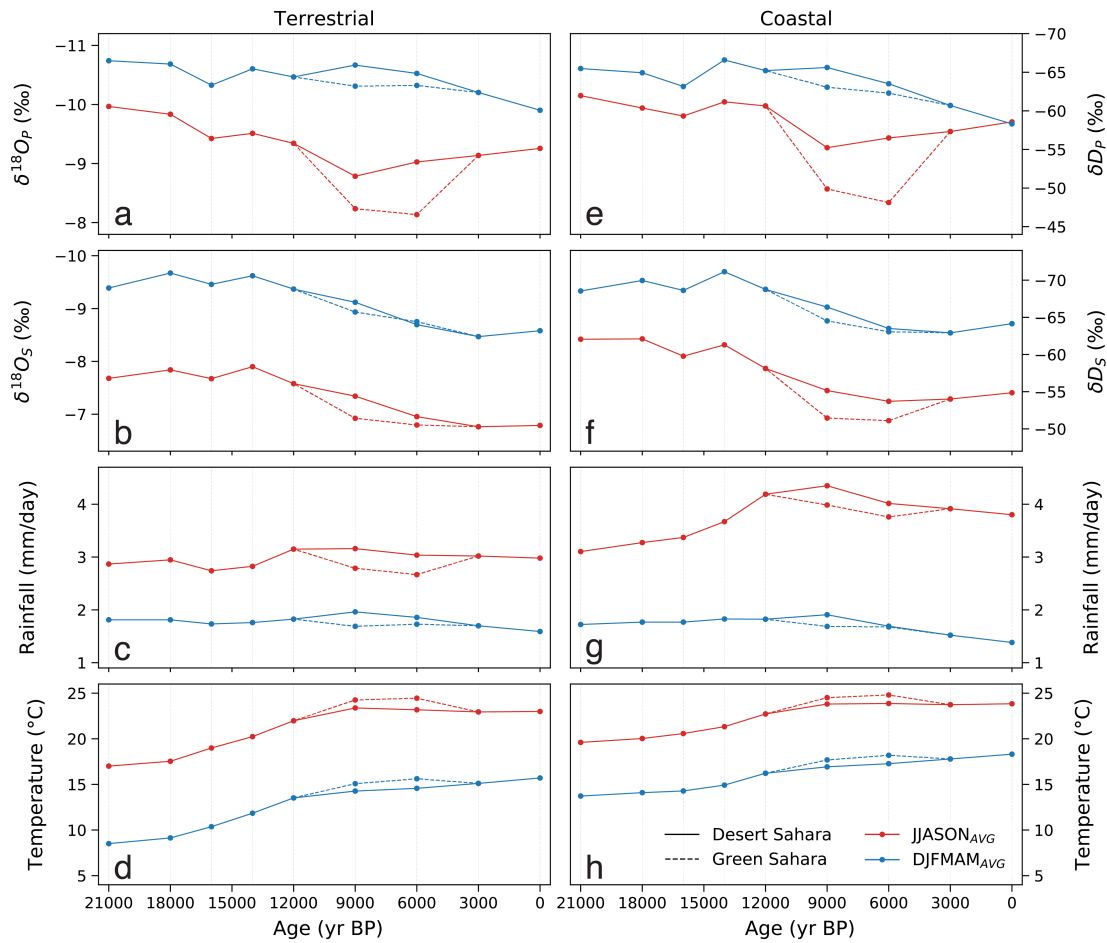 Terrestrial
Coastal
δ¹⁸O_P (‰)
−11
−10
−9
−8
a
−70
−65
−60
−55
−50
−45
δD_P (‰)
e
δ¹⁸O_S (‰)
−10
−9
−8
−7
b
−70
−65
−60
−55
−50
δD_S (‰)
f
Rainfall (mm/day)
4
3
2
1
c
4
3
2
1
Rainfall (mm/day)
g
Temperature (°C)
25
20
15
10
5
d
25
20
15
10
5
Temperature (°C)
h
Desert Sahara
Green Sahara
JJASON_AVG
DJFMAM_AVG
21000 18000 15000 12000 9000 6000 3000 0
Age (yr BP)
21000 18000 15000 12000 9000 6000 3000 0
Age (yr BP)